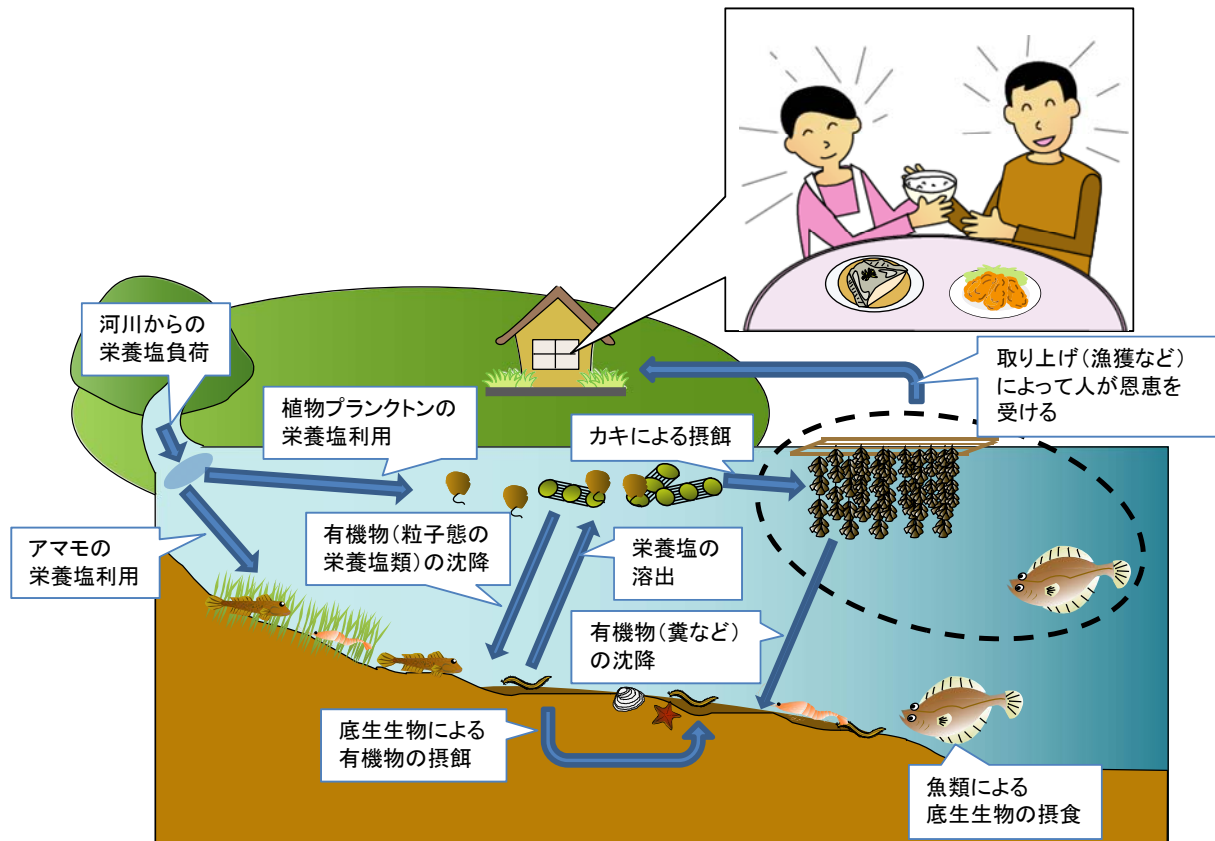 河川からの
栄養塩負荷
取り上げ（漁獲など）
によって人が恩恵を
受ける
植物プランクトンの
栄養塩利用
カキによる摂餌
アマモの
栄養塩利用
有機物（粒子態の
栄養塩類）の沈降
栄養塩の
溶出
有機物（糞など）
の沈降
底生生物による
有機物の摂餌
魚類による
底生生物の摂食